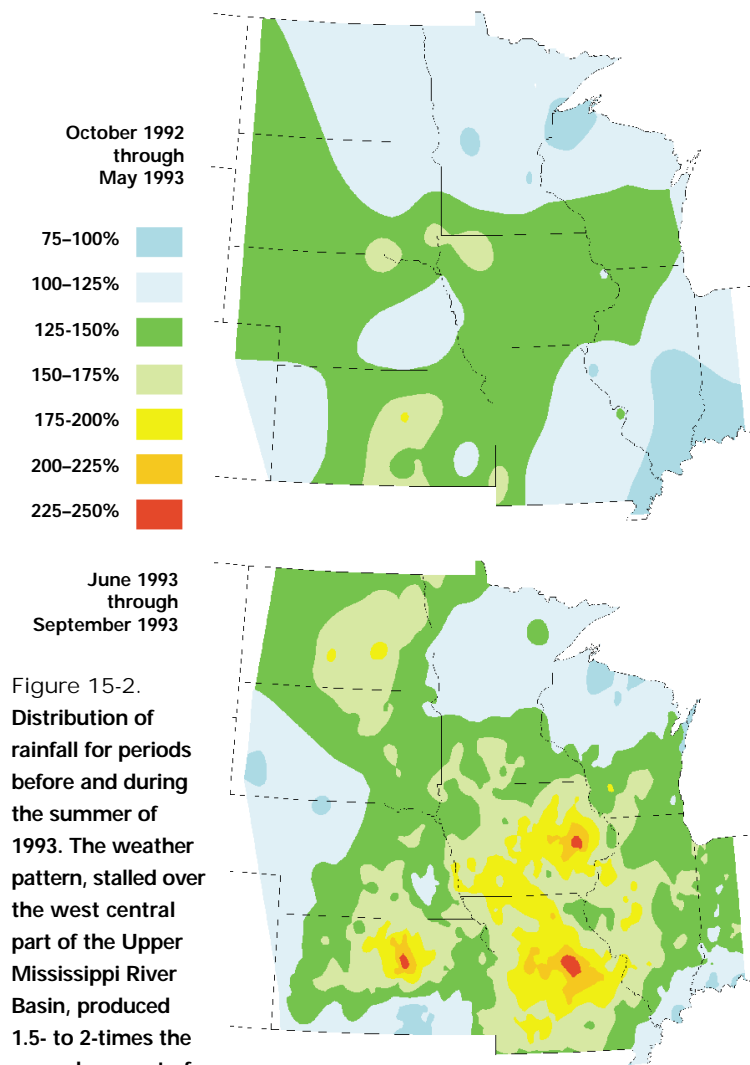 October 1992
through
May 1993
75–100%
100–125%
125-150%
150–175%
175-200%
200–225%
225–250%
June 1993
through
September 1993
Figure 15-2.
Distribution of
rainfall for periods
before and during
the summer of
1993. The weather
pattern, stalled over
the west central
part of the Upper
Mississippi River
Basin, produced
1.5- to 2-times the